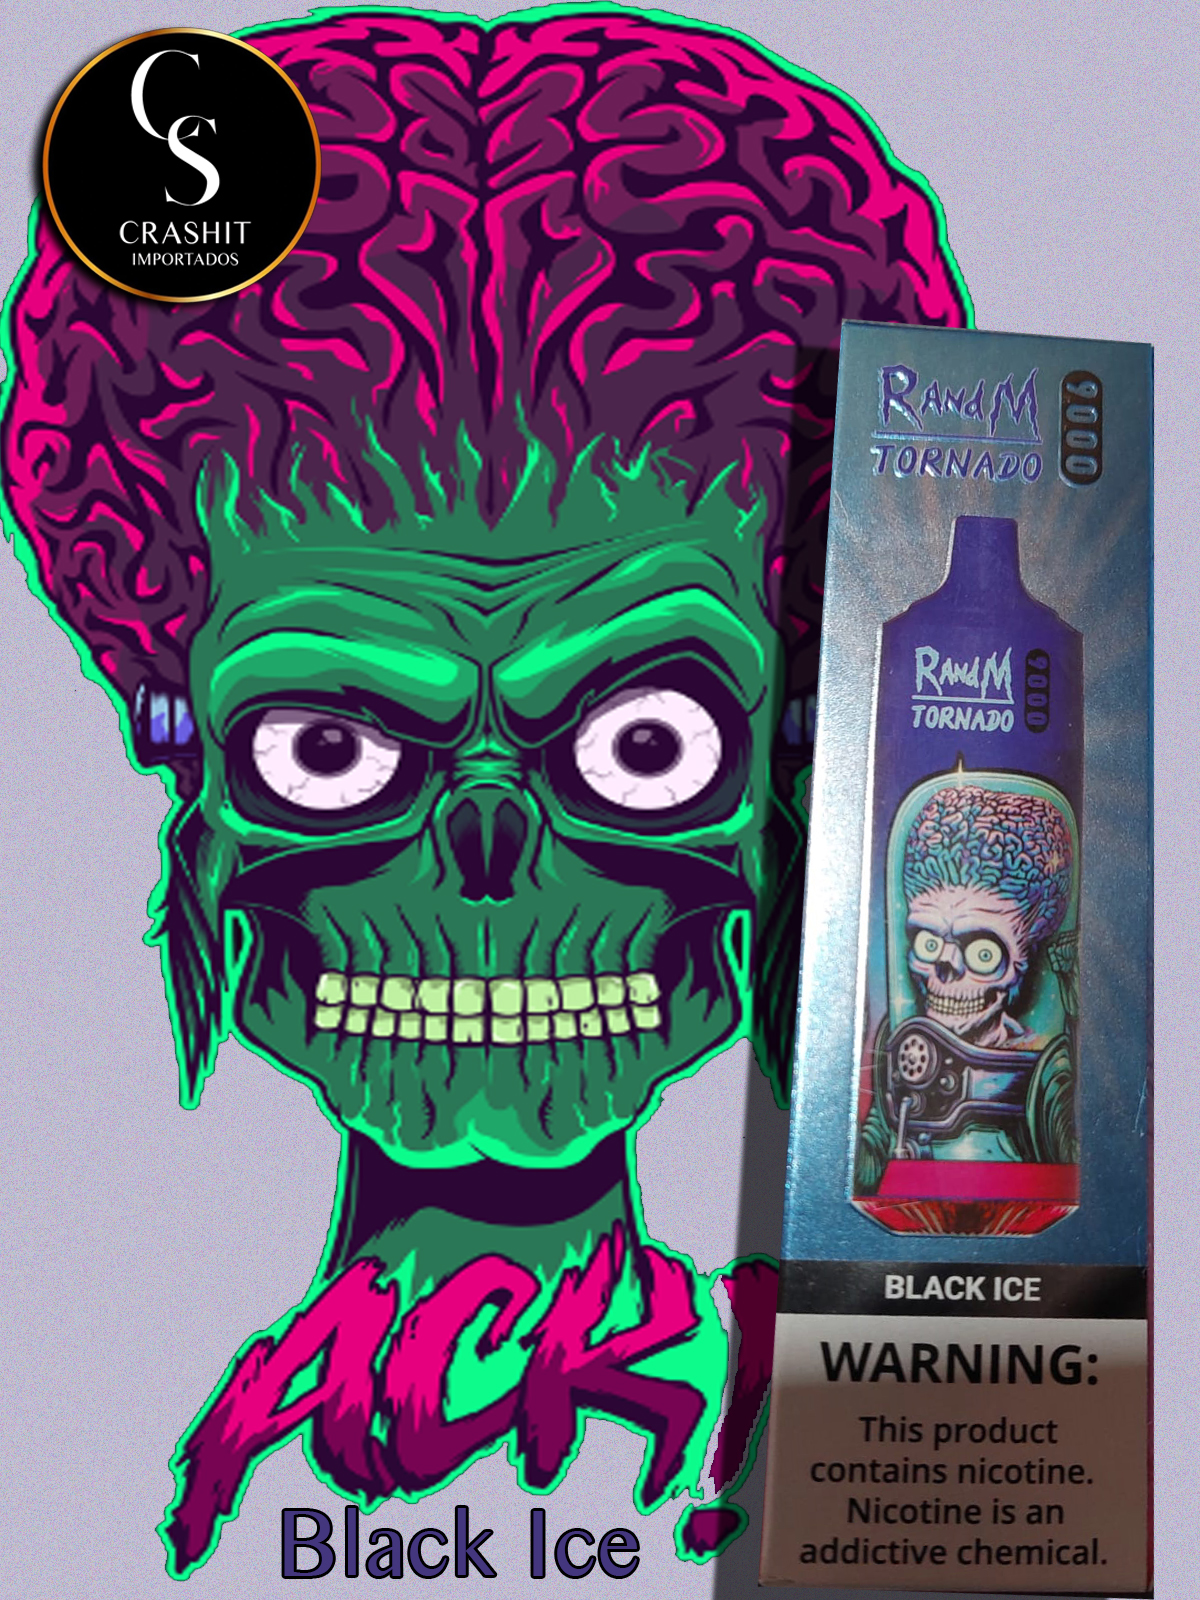 CS
CRASHIT
IMPORTADOS
RandM
TORNADO
9000
RandM
TORNADO
9000
BLACK ICE
WARNING:
This product
contains nicotine.
Nicotine is an
addictive chemical.
ACK!
Black Ice